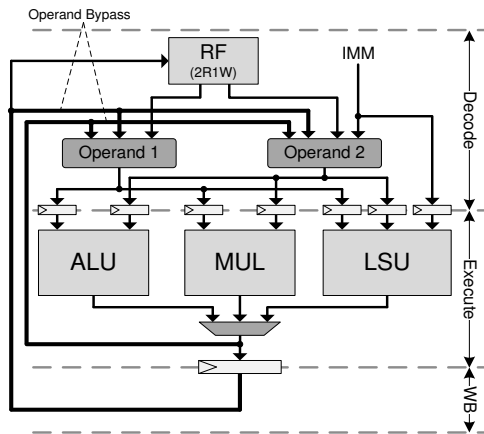 Operand Bypass
RF
(2R1W)
IMM
Decode
Operand 1
Operand 2
ALU
MUL
LSU
Execute
WB